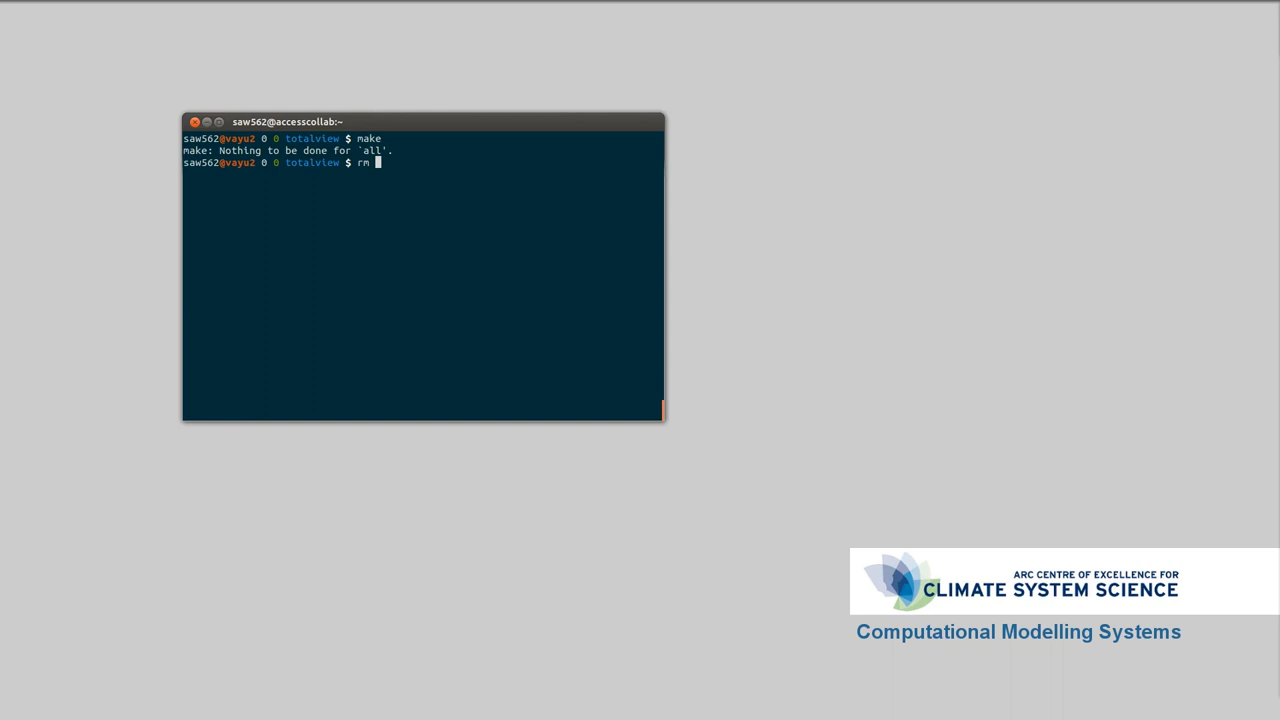 saw562@accesscollab:~
saw562@vayu2 0 0 totalview $ make
make: Nothing to be done for `all'.
saw562@vayu2 0 0 totalview $ rm
ARC CENTRE OF EXCELLENCE FOR
CLIMATE SYSTEM SCIENCE
Computational Modelling Systems